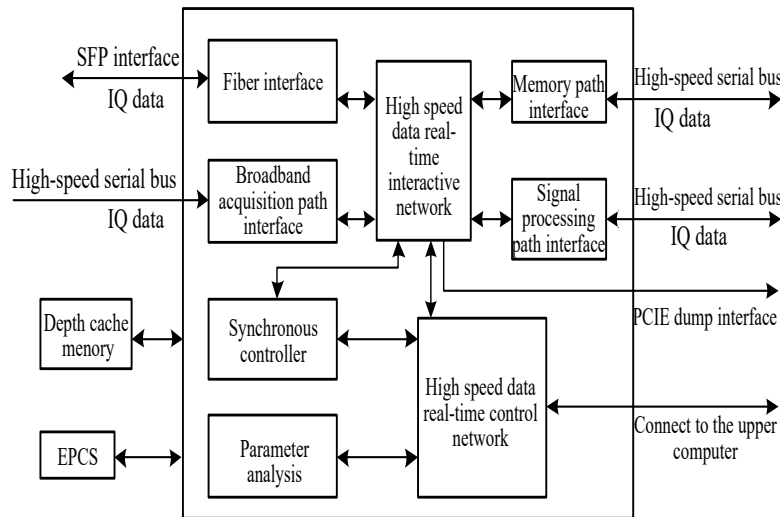 SFP interface
IQ data
Fiber interface
High speed
data real-
time
interactive
network
Memory path
interface
High-speed serial bus
IQ data
High-speed serial bus
IQ data
Broadband
acquisition path
interface
Signal
processing
path interface
High-speed serial bus
IQ data
PCIE dump interface
Depth cache
menory
Synchronous
controller
High speed data
real-time control
network
Connect to the upper
computer
EPCS
Parameter
analysis